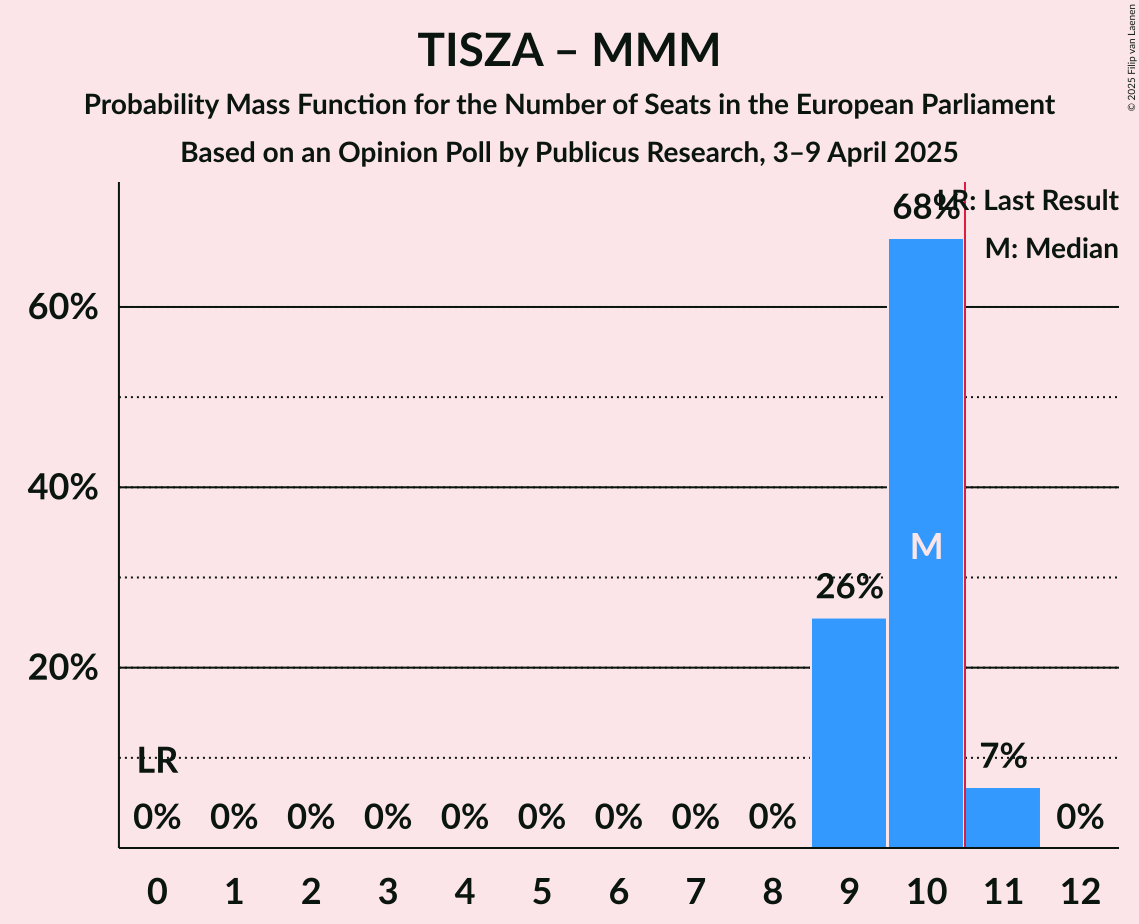 TISZA – MMM
Probability Mass Function for the Number of Seats in the European Parliament
Based on an Opinion Poll by Publicus Research, 3–9 April 2025
© 2025 Filip van Laenen
LR: Last Result
M: Median
68%
60%
40%
M
26%
20%
LR
7%
0% 0% 0% 0% 0% 0% 0% 0% 0% 0%
0 1 2 3 4 5 6 7 8 9 10 11 12